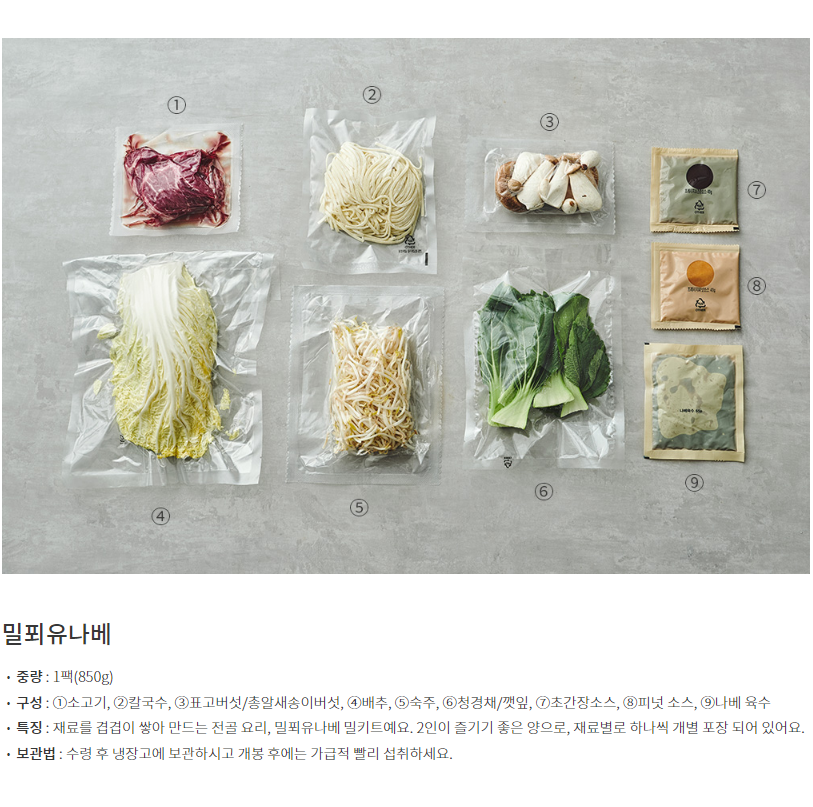 ①
②
③
⑦
⑧
④
⑤
⑥
⑨
밀푀유나베
• 중량 : 1팩(850g)
• 구성 : ①소고기, ②칼국수, ③표고버섯/총알새송이버섯, ④배추, ⑤숙주, ⑥청경채/깻잎, ⑦초간장소스, ⑧피넛 소스, ⑨나베 육수
• 특징 : 재료를 겹겹이 쌓아 만드는 전골 요리, 밀푀유나베 밀키트예요. 2인이 즐기기 좋은 양으로, 재료별로 하나씩 개별 포장 되어 있어요.
• 보관법 : 수령 후 냉장고에 보관하시고 개봉 후에는 가급적 빨리 섭취하세요.